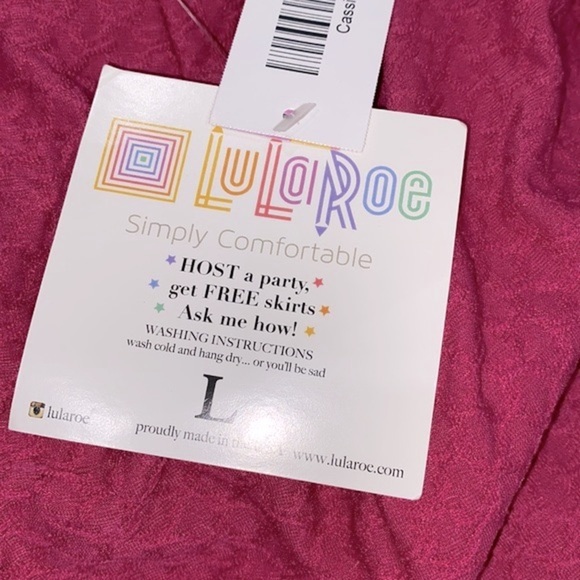 Cassi
LuLaRoe
Simply Comfortable
HOST a party,
get FREE skirts
Ask me how!
WASHING INSTRUCTIONS
wash cold and hang dry... or you'll be sad
L
lularoe
proudly made in the
www.lularoe.com